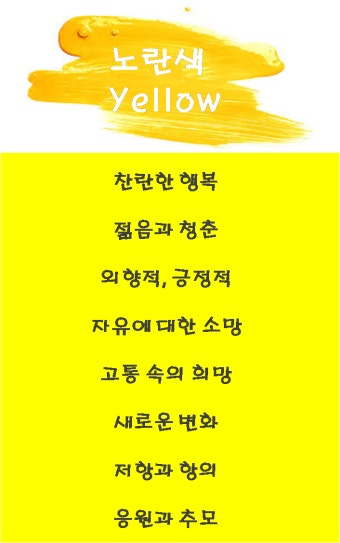 노란색
Yellow
찬란한 행복
젊음과 청춘
외향적, 긍정적
자유에 대한 소망
고통 속의 희망
새로운 변화
저항과 항의
응원과 추모